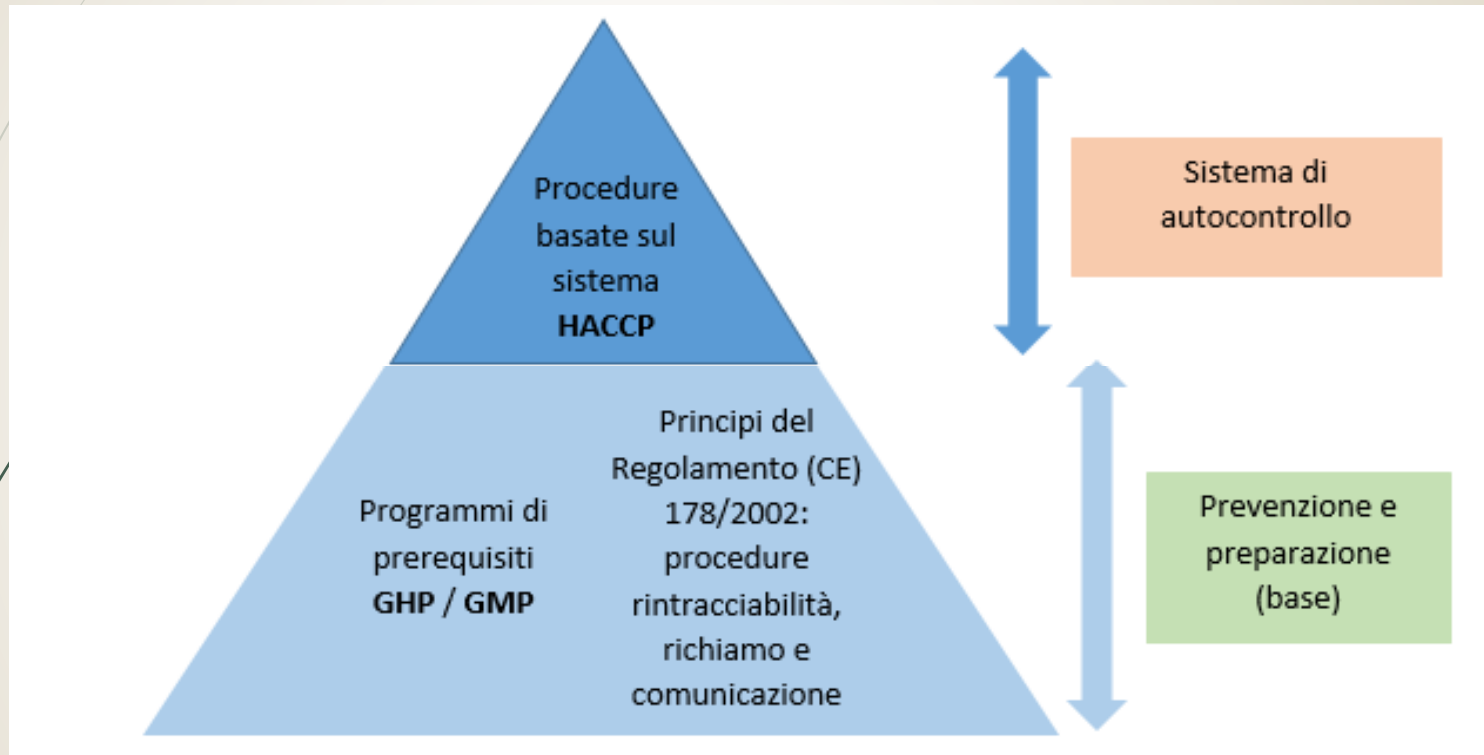 Procedure
basate sul
sistema
HACCP
Sistema di
autocontrollo
Programmi di
prerequisiti
GHP / GMP
Principi del
Regolamento (CE)
178/2002:
procedure
rintracciabilità,
richiamo e
comunicazione
Prevenzione e
preparazione
(base)